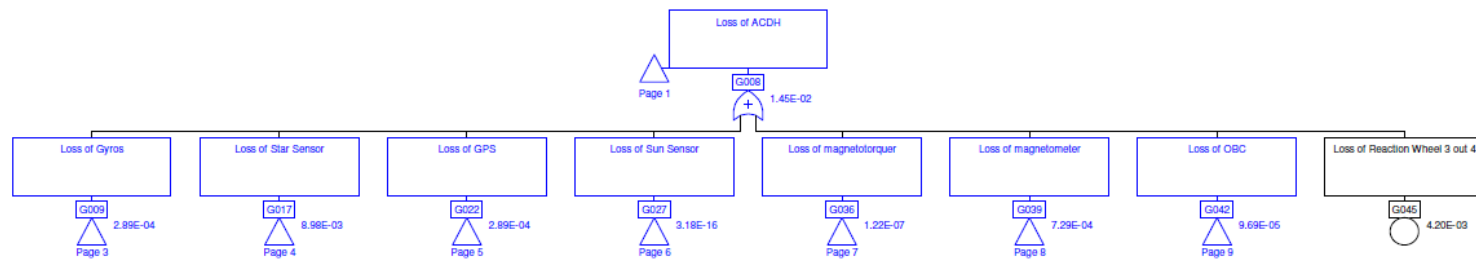 Loss of ACDH
Page 1
G008
+
1.45E-02
Loss of Gyros
Loss of Star Sensor
Loss of GPS
Loss of Sun Sensor
Loss of magnetotorquer
Loss of magnetometer
Loss of OBC
Loss of Reaction Wheel 3 out 4
G009
2.89E-04
Page 3
G017
8.98E-03
Page 4
G022
2.89E-04
Page 5
G027
3.18E-16
Page 6
G036
1.22E-07
Page 7
G039
7.29E-04
Page 8
G042
9.69E-05
Page 9
G045
4.20E-03